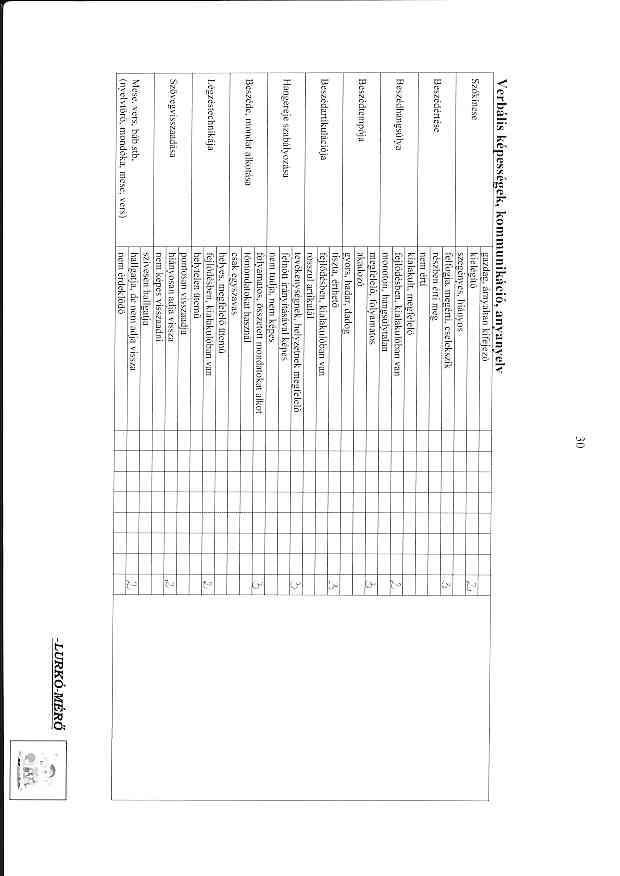 30
Verbális képességek, kommunikáció, anyanyelv
Szókincse
gazdag, árnyaltan kifejező
kielégítő 2
szegényes, hiányos
Beszédértése
felfogja, megérti, cselekszik 3
részben érti meg
nem érti
Beszédhangsúlya
kialakult, megfelelő
fejlődésben, kialakulóban van 2
monoton, hangsúlytalan
Beszédtempója
megfelelő, folyamatos 3
akadozó
gyors, hadar, dadog
Beszédartikulációja
tiszta, érthető 3
fejlődésben, kialakulóban van
rosszul artikulál
Hangereje szabályozása
tevékenységnek, helyzetnek megfelelő 3
felnőtt irányításával képes
nem tudja, nem képes
Beszéde, mondat alkotása
folyamatos, összetett mondatokat alkot 3
tőmondatokat használ
csak egyszavas
Légzéstechnikája
helyes, megfelelő ütemű
fejlődésben, kialakulóban van 2
helytelen ütemű
Szövegvisszaadása
pontosan visszaadja
hiányosan adja vissza 2
nem képes visszaadni
Mese, vers, báb stb.
(nyelvtörő, mondóka, mese, vers)
szívesen hallgatja
hallgatja, de nem adja vissza 2
nem érdeklődő
-LURKÓ-MÉRŐ